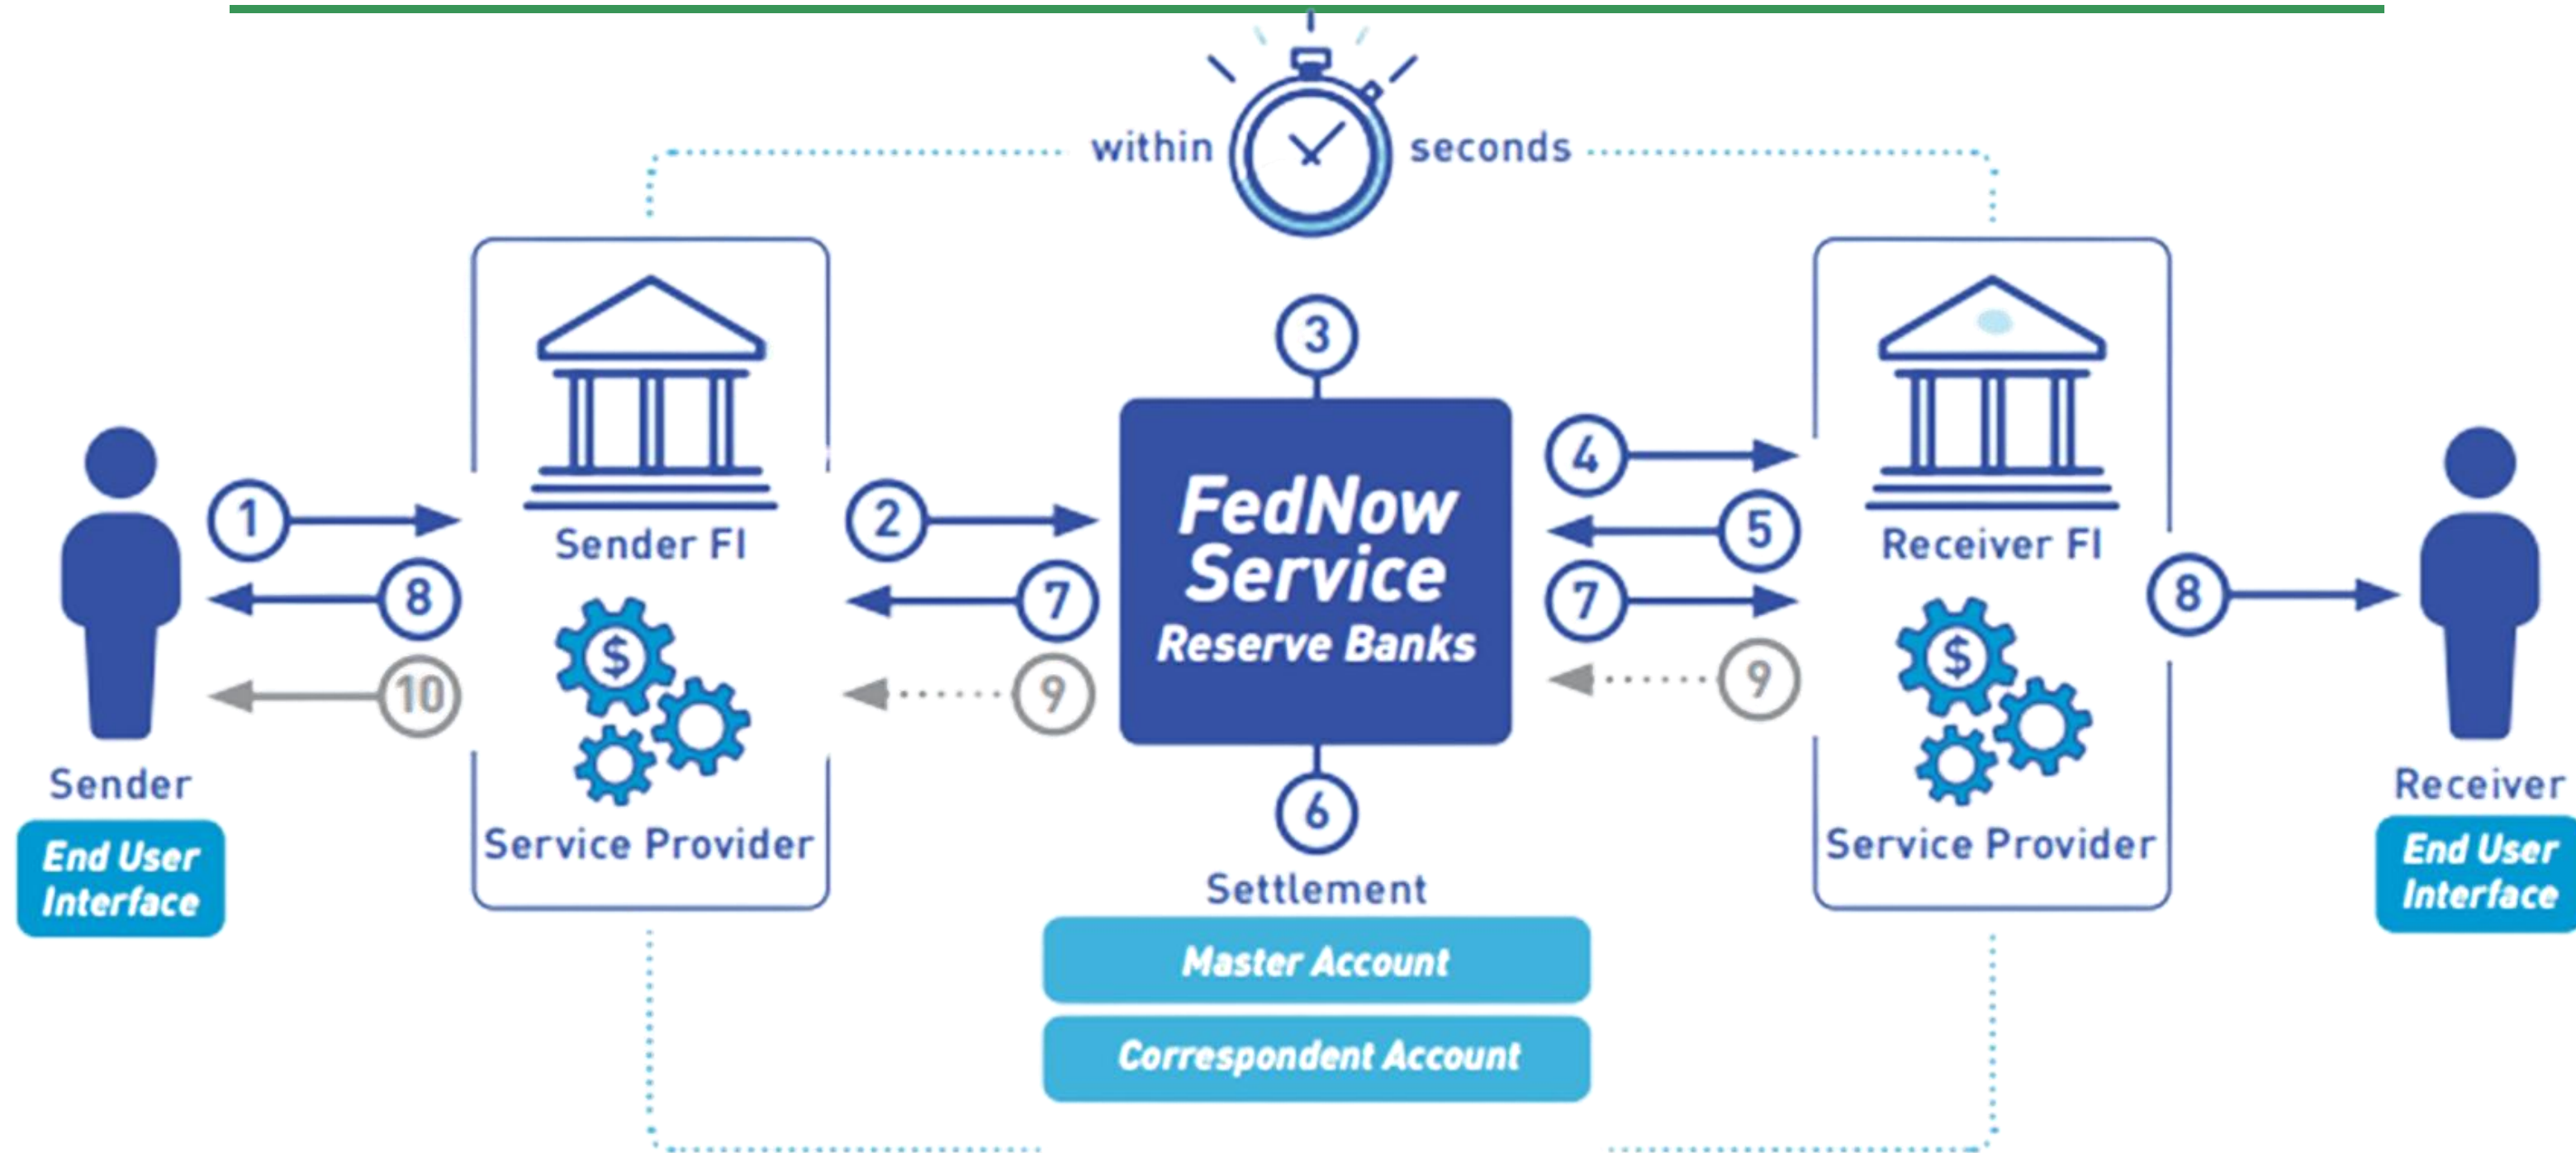 within
seconds
3
4
1
2
5
8
7
7
8
10
9
9
FedNow
Service
Reserve Banks
Sender FI
Receiver FI
$
$
Sender
Receiver
End User
Interface
Service Provider
6
Service Provider
End User
Interface
Settlement
Master Account
Correspondent Account